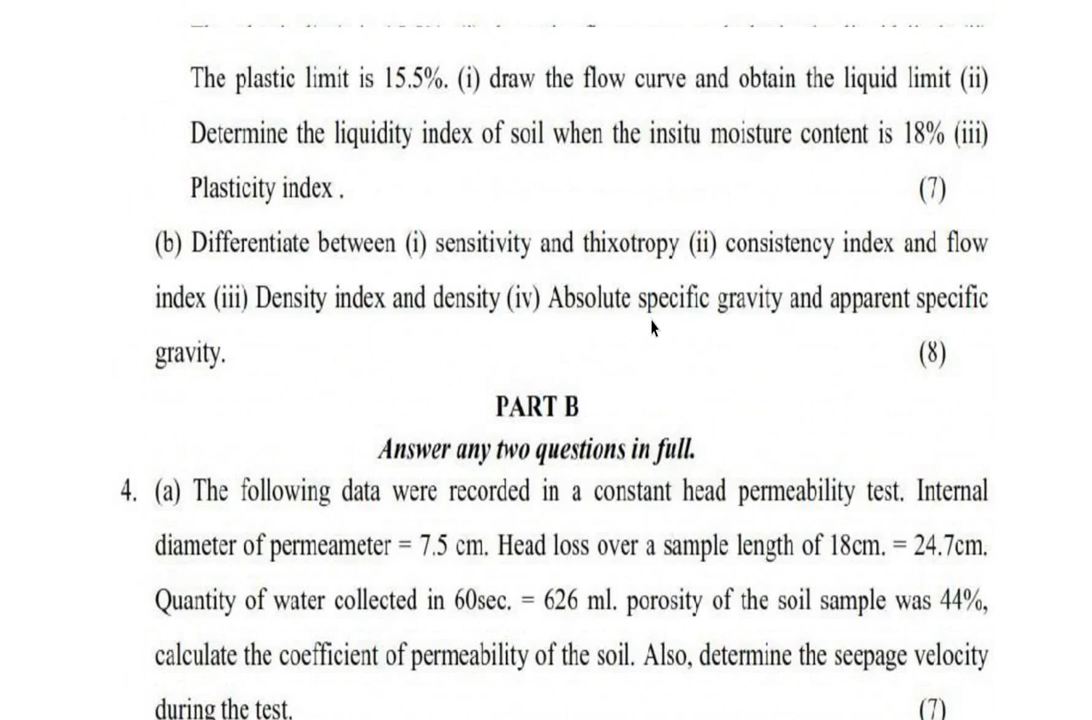 The plastic limit is 15.5%. (i) draw the flow curve and obtain the liquid limit (ii)
Determine the liquidity index of soil when the insitu moisture content is 18% (iii)
Plasticity index . (7)
(b) Differentiate between (i) sensitivity and thixotropy (ii) consistency index and flow
index (iii) Density index and density (iv) Absolute specific gravity and apparent specific
gravity. (8)
PART B
Answer any two questions in full.
4. (a) The following data were recorded in a constant head permeability test. Internal
diameter of permeameter = 7.5 cm. Head loss over a sample length of 18cm. = 24.7cm.
Quantity of water collected in 60sec. = 626 ml. porosity of the soil sample was 44%,
calculate the coefficient of permeability of the soil. Also, determine the seepage velocity
during the test. (7)